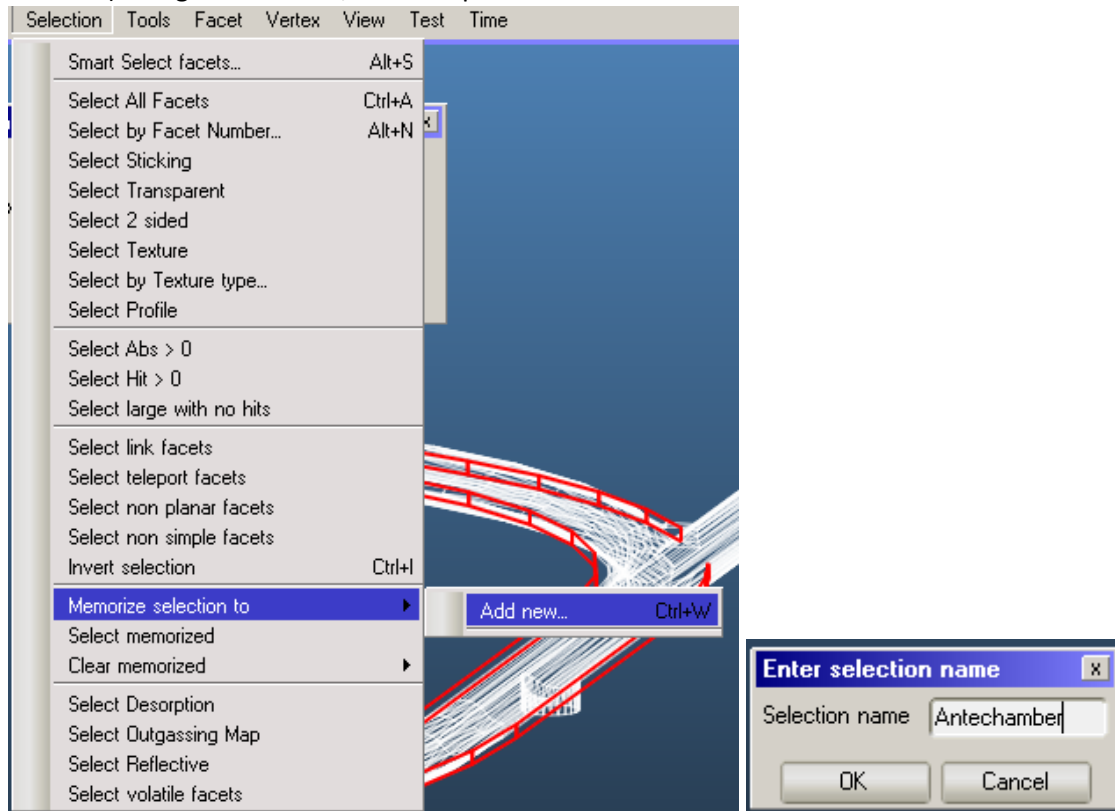 Selection Tools Facet Vertex View Test Time
Smart Select facets... Alt+S
Select All Facets Ctrl+A
Select by Facet Number... Alt+N
Select Sticking
Select Transparent
Select 2 sided
Select Texture
Select by Texture type...
Select Profile
Select Abs > 0
Select Hit > 0
Select large with no hits
Select link facets
Select teleport facets
Select non planar facets
Select non simple facets
Invert selection Ctrl+I
Memorize selection to
Add new... Ctrl+W
Select memorized
Clear memorized
Select Desorption
Select Outgassing Map
Select Reflective
Select volatile facets
Enter selection name x
Selection name Antechamber
OK Cancel